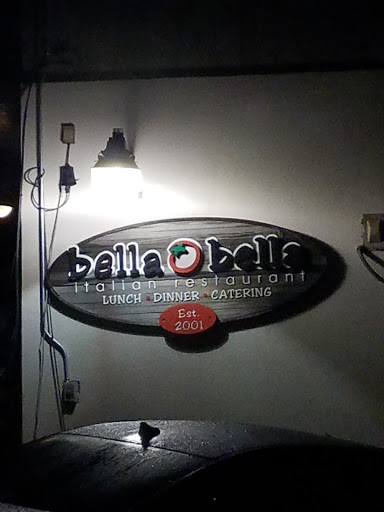 bella bella
italian restaurant
LUNCH • DINNER • CATERING
Est.
2001